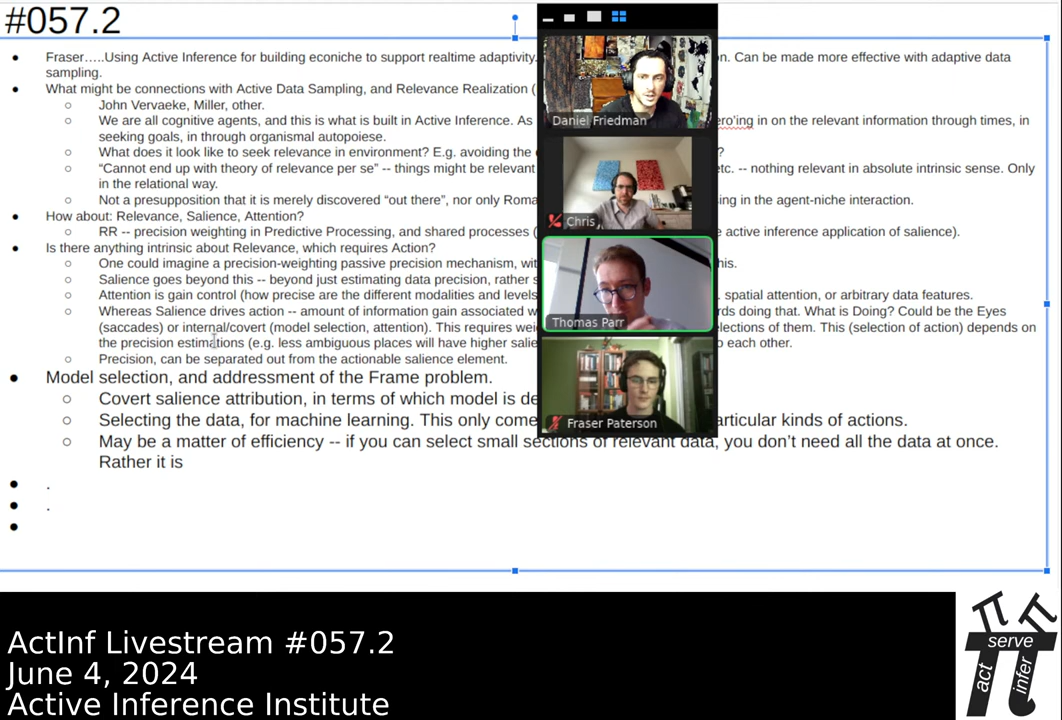 #057.2
Fraser…..Using Active Inference for building econiche to support realtime adaptivity. on. Can be made more effective with adaptive data
sampling.
What might be connections with Active Data Sampling, and Relevance Realization (
John Vervaeke, Miller, other.
We are all cognitive agents, and this is what is built in Active Inference. As ero'ing in on the relevant information through times, in
seeking goals, in through organismal autopoiese.
What does it look like to seek relevance in environment? E.g. avoiding the ?
“Cannot end up with theory of relevance per se” -- things might be relevant etc. -- nothing relevant in absolute intrinsic sense. Only
in the relational way.
Not a presupposition that it is merely discovered “out there”, nor only Roma sing in the agent-niche interaction.
How about: Relevance, Salience, Attention?
RR -- precision weighting in Predictive Processing, and shared processes ( e active inference application of salience).
Is there anything intrinsic about Relevance, which requires Action?
One could imagine a precision-weighting passive precision mechanism, wit his.
Salience goes beyond this -- beyond just estimating data precision, rather s
Attention is gain control (how precise are the different modalities and levels . spatial attention, or arbitrary data features.
Whereas Salience drives action -- amount of information gain associated w rds doing that. What is Doing? Could be the Eyes
(saccades) or internal/covert (model selection, attention). This requires wei elections of them. This (selection of action) depends on
the precision estimations (e.g. less ambiguous places will have higher salie o each other.
Precision, can be separated out from the actionable salience element.
Model selection, and addressment of the Frame problem.
Covert salience attribution, in terms of which model is de
Selecting the data, for machine learning. This only come articular kinds of actions.
May be a matter of efficiency -- if you can select small sections of relevant data, you don’t need all the data at once.
Rather it is
.
.
Daniel Friedman
Chris
Thomas Parr
Fraser Paterson
ActInf Livestream #057.2
June 4, 2024
Active Inference Institute
serve
act
infer